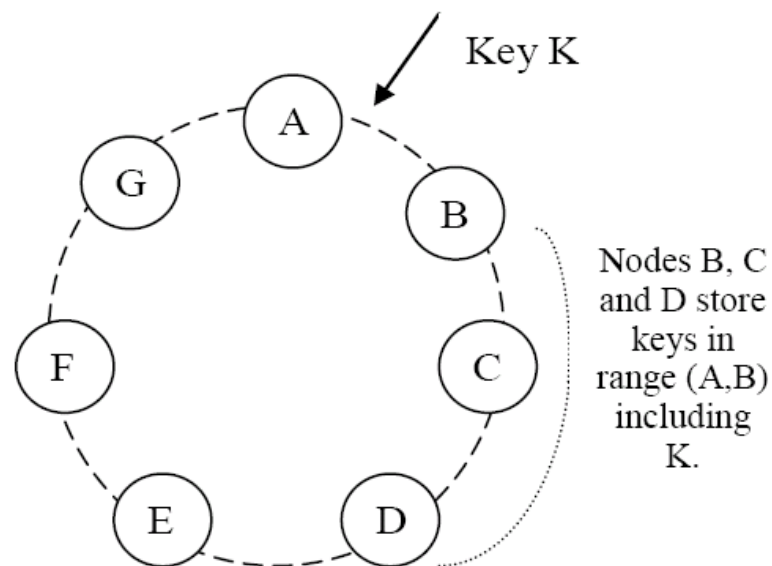 Key K
A
G
B
Nodes B, C
and D store
keys in
range (A,B)
including
K.
F
C
E
D